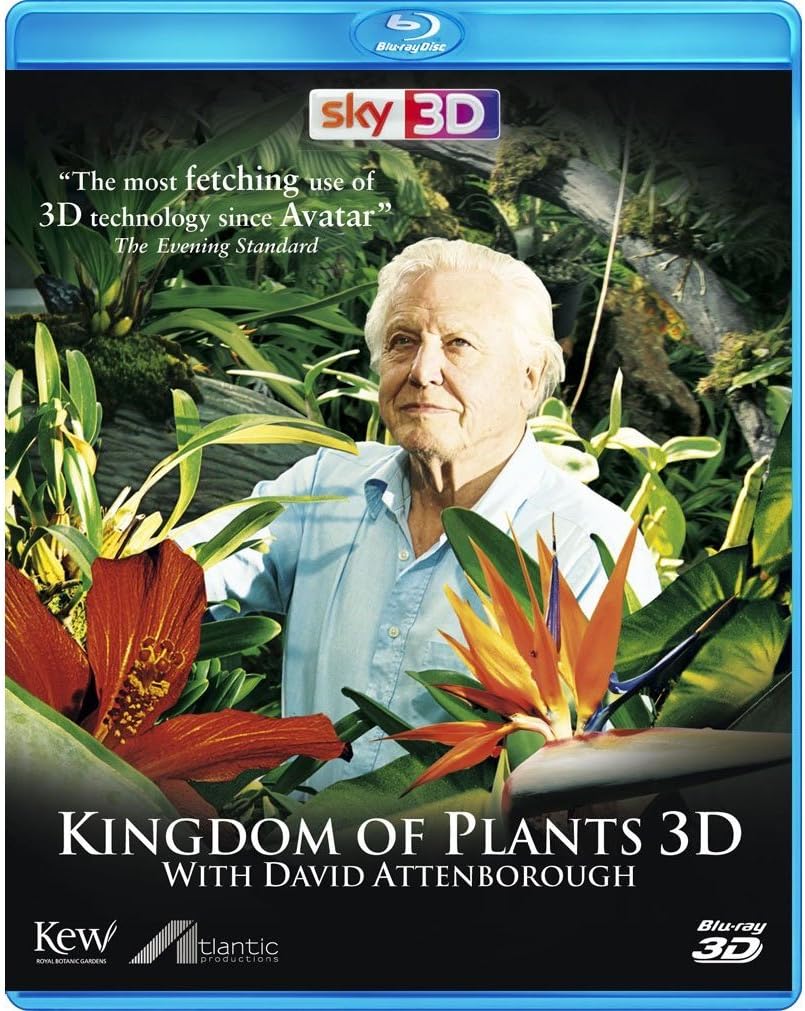 Blu-ray Disc
sky 3D
“The most fetching use of
3D technology since Avatar”
The Evening Standard
KINGDOM OF PLANTS 3D
WITH DAVID ATTENBOROUGH
Kew
ROYAL BOTANIC GARDENS
Atlantic
productions
Blu-ray
3D